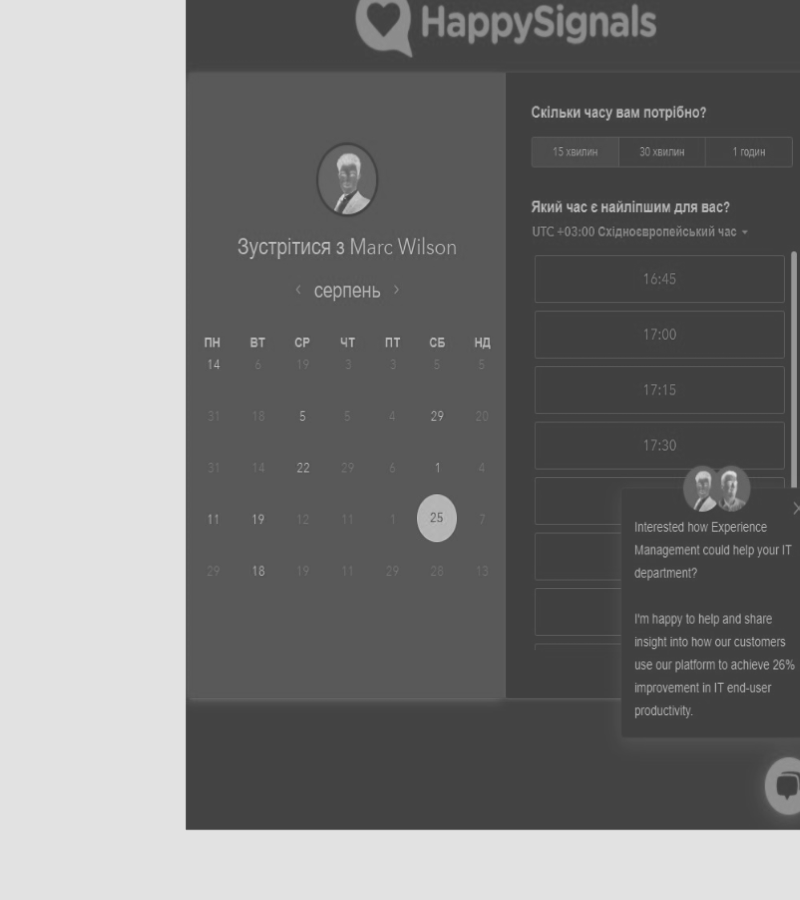 HappySignals
Зустрітися з Marc Wilson
серпень
ПН ВТ СР ЧТ ПТ СБ НД
14 6 19 3 3 5 5
31 18 5 5 4 29 20
31 14 22 29 6 1 4
11 19 12 11 1 25 7
29 18 19 11 29 28 13
Скільки часу вам потрібно?
15 хвилин 30 хвилин 1 годин
Який час є найліпшим для вас?
UTC +03:00 Східноєвропейський час
16:45
17:00
17:15
17:30
Interested how Experience
Management could help your IT
department?
I'm happy to help and share
insight into how our customers
use our platform to achieve 26%
improvement in IT end-user
productivity.